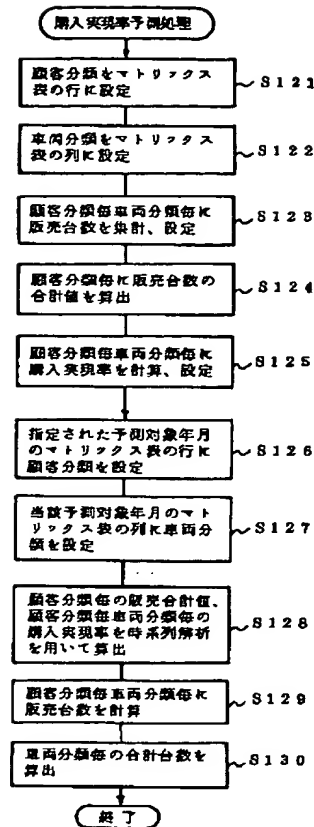 購入実現率予測処理
顧客分類をマトリックス
表の行に設定
S121
車両分類をマトリックス
表の列に設定
S122
顧客分類毎車両分類毎に
販売台数を集計、設定
S123
顧客分類毎に販売台数の
合計値を算出
S124
顧客分類毎車両分類毎に
購入実現率を計算、設定
S125
指定された予測対象年月
のマトリックス表の行に
顧客分類を設定
S126
当該予測対象年月のマト
リックス表の列に車両分
類を設定
S127
顧客分類毎の販売合計値、
顧客分類毎車両分類毎の
購入実現率を時系列解析
を用いて算出
S128
顧客分類毎車両分類毎に
販売台数を計算
S129
車両分類毎の合計台数を
算出
S130
終了